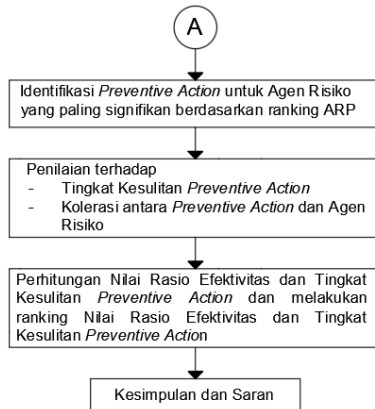 A
Identifikasi Preventive Action untuk Agen Risiko
yang paling signifikan berdasarkan ranking ARP
Penilaian terhadap
- Tingkat Kesulitan Preventive Action
- Kolerasi antara Preventive Action dan Agen
Risiko
Perhitungan Nilai Rasio Efektivitas dan Tingkat
Kesulitan Preventive Action dan melakukan
ranking Nilai Rasio Efektivitas dan Tingkat
Kesulitan Preventive Action
Kesimpulan dan Saran